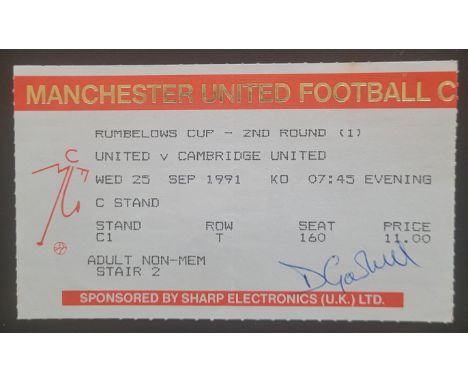 MANCHESTER UNITED FOOTBALL C
RUMBELOWS CUP - 2ND ROUND (1)
UNITED V CAMBRIDGE UNITED
WED 25 SEP 1991 KO 07:45 EVENING
C STAND
STAND ROW SEAT PRICE
C1 T 160 11.00
ADULT NON-MEM
STAIR 2
SPONSORED BY SHARP ELECTRONICS (U.K.) LTD.